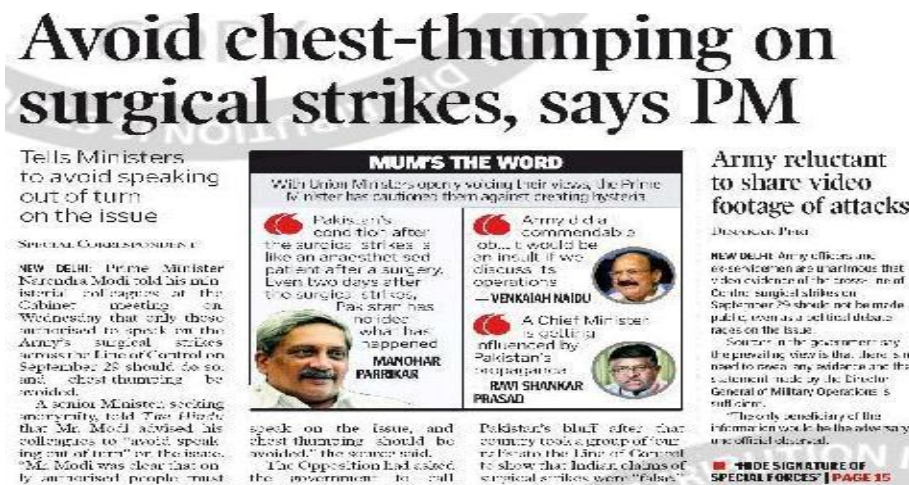 Avoid chest-thumping on
surgical strikes, says PM
Tells Ministers
to avoid speaking
out of turn
on the issue
SPECIAL CORRESPONDENT
NEW DELHI: Prime Minister
Narendra Modi told his min-
isterial colleagues at the
Cabinet meeting on
Wednesday that only those
authorised to speak on the
Army's surgical strikes
across the Line of Control on
September 29 should do so,
and chest-thumping be
avoided.
A senior Minister, seeking
anonymity, told The Hindu
that Mr. Modi advised his
colleagues to "avoid speak-
ing out of turn" on the issue.
"Mr. Modi was clear that on-
ly authorised people must
MUM'S THE WORD
With Union Ministers openly voicing their views, the Prime
Minister has cautioned them against creating hysteria
Pakistan's
condition after
the surgical strikes is
like an anaesthetised
patient after a surgery.
Even two days after
the surgical strikes,
Pakistan has
no idea
what has
happened
MANOHAR
PARRIKAR
Army did a
commendable
job... it would be
an insult if we
discuss its
operations
— VENKAIAH NAIDU
A Chief Minister
is getting
influenced by
Pakistan's
propaganda
— RAVI SHANKAR
PRASAD
speak on the issue, and
chest-thumping should be
avoided," the source said.
The Opposition had asked
the government to call
Pakistan's bluff after that
country took a group of jour-
nalists to the Line of Control
to show that Indian claims of
surgical strikes were "false."
Army reluctant
to share video
footage of attacks
DINAKAR PERI
NEW DELHI: Army officers and
ex-servicemen are unanimous that
video evidence of the cross-Line of
Control surgical strikes on
September 29 should not be made
public, even as a political debate
rages on the issue.
Sources in the government say
the prevailing view is that there is n
need to reveal any evidence and the
statement made by the Director
General of Military Operations is
sufficient.
"The only beneficiary of the
information would be the adversary
one official observed.
'HIDE SIGNATURE OF
SPECIAL FORCES' | PAGE 15